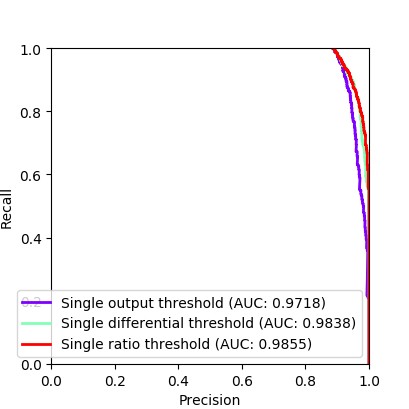 1.0
0.8
0.6
0.4
0.2
0.0
Recall
Single output threshold (AUC: 0.9718)
Single differential threshold (AUC: 0.9838)
Single ratio threshold (AUC: 0.9855)
0.0 0.2 0.4 0.6 0.8 1.0
Precision